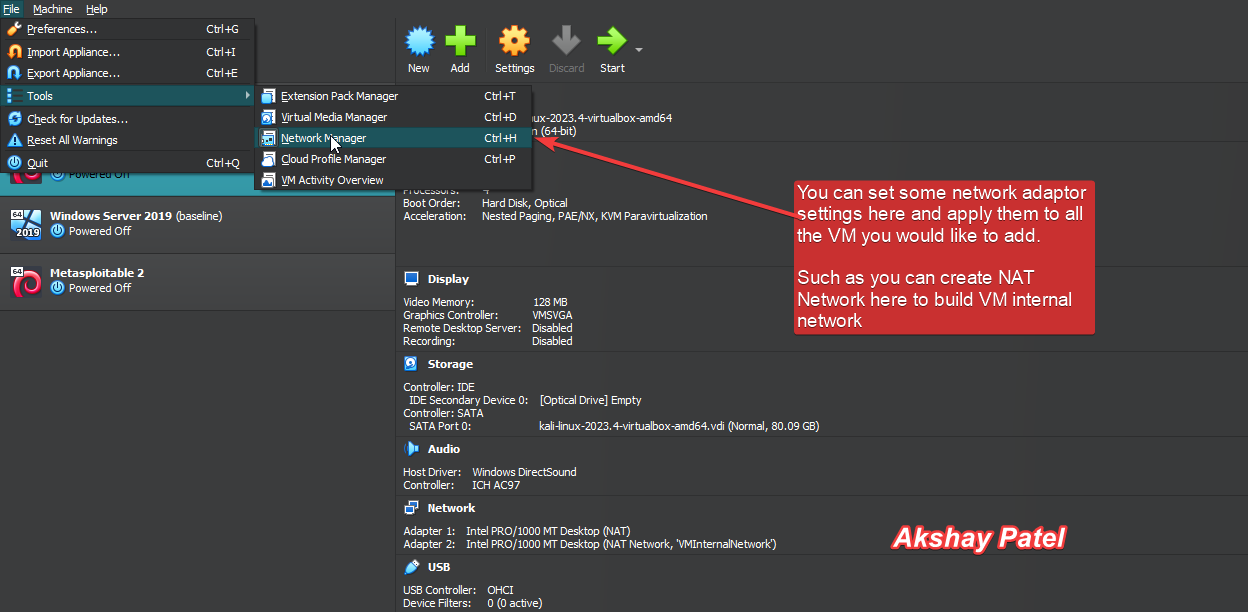 File Machine Help
Preferences... Ctrl+G
Import Appliance... Ctrl+I
Export Appliance... Ctrl+E
Tools
Check for Updates...
Reset All Warnings
Quit Ctrl+Q
Extension Pack Manager Ctrl+T
Virtual Media Manager Ctrl+D
Network Manager Ctrl+H
Cloud Profile Manager Ctrl+P
VM Activity Overview
Powered Off
64
2019
Windows Server 2019 (baseline)
Powered Off
64
Metasploitable 2
Powered Off
New Add Settings Discard Start
-2023.4-virtualbox-amd64
(64-bit)
Processors: 4
Boot Order: Hard Disk, Optical
Acceleration: Nested Paging, PAE/NX, KVM Paravirtualization
You can set some network adaptor
settings here and apply them to all
the VM you would like to add.
Such as you can create NAT
Network here to build VM internal
network
Display
Video Memory: 128 MB
Graphics Controller: VMSVGA
Remote Desktop Server: Disabled
Recording: Disabled
Storage
Controller: IDE
IDE Secondary Device 0: [Optical Drive] Empty
Controller: SATA
SATA Port 0: kali-linux-2023.4-virtualbox-amd64.vdi (Normal, 80.09 GB)
Audio
Host Driver: Windows DirectSound
Controller: ICH AC97
Network
Adapter 1: Intel PRO/1000 MT Desktop (NAT)
Adapter 2: Intel PRO/1000 MT Desktop (NAT Network, 'VMInternalNetwork')
Akshay Patel
USB
USB Controller: OHCI
Device Filters: 0 (0 active)